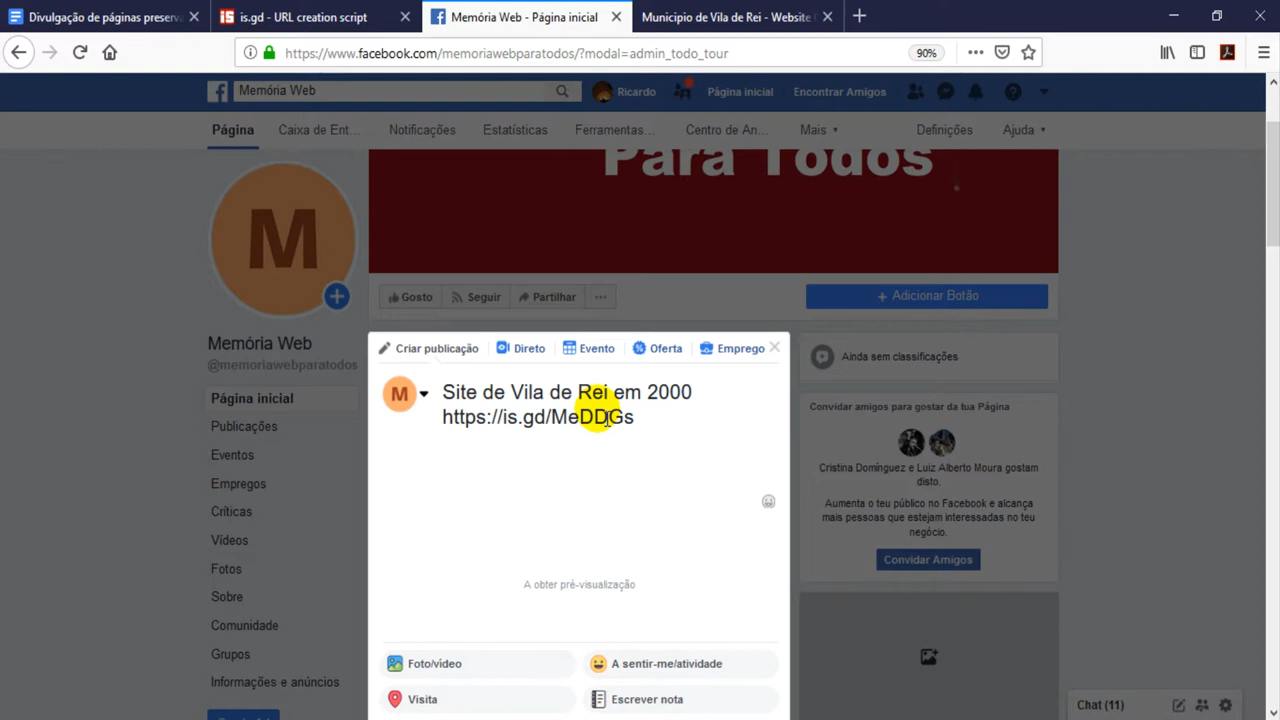 Divulgação de páginas preserva
is.gd - URL creation script
Memória Web - Página inicial
Municipio de Vila de Rei - Website
https://www.facebook.com/memoriawebparatodos/?modal=admin_todo_tour
90%
Memória Web
Ricardo
Página inicial
Encontrar Amigos
Página
Caixa de Ent...
Notificações
Estatísticas
Ferramentas...
Centro de An...
Mais
Definições
Ajuda
Para Todos
M
Gosto
Seguir
Partilhar
+ Adicionar Botão
Memória Web
@memoriawebparatodos
Página inicial
Publicações
Eventos
Empregos
Críticas
Vídeos
Fotos
Sobre
Comunidade
Grupos
Informações e anúncios
Criar publicação
Direto
Evento
Oferta
Emprego
M
Site de Vila de Rei em 2000
https://is.gd/MeDDGs
A obter pré-visualização
Foto/vídeo
A sentir-me/atividade
Visita
Escrever nota
Ainda sem classificações
Convidar amigos para gostar da tua Página
Cristina Domínguez e Luiz Alberto Moura gostam
disto.
Aumenta o teu público no Facebook e alcança
mais pessoas que estejam interessadas no teu
negócio.
Convidar Amigos
Chat (11)